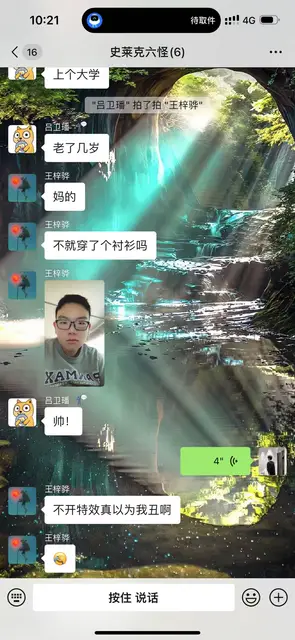 10:21
待取件
4G
16
史莱克六怪(6)
上个大学
"吕卫璠" 拍了拍 "王梓骅"
吕卫璠
老了几岁
王梓骅
妈的
王梓骅
不就穿了个衬衫吗
王梓骅
吕卫璠
帅!
4"
王梓骅
不开特效真以为我丑啊
王梓骅
按住 说话